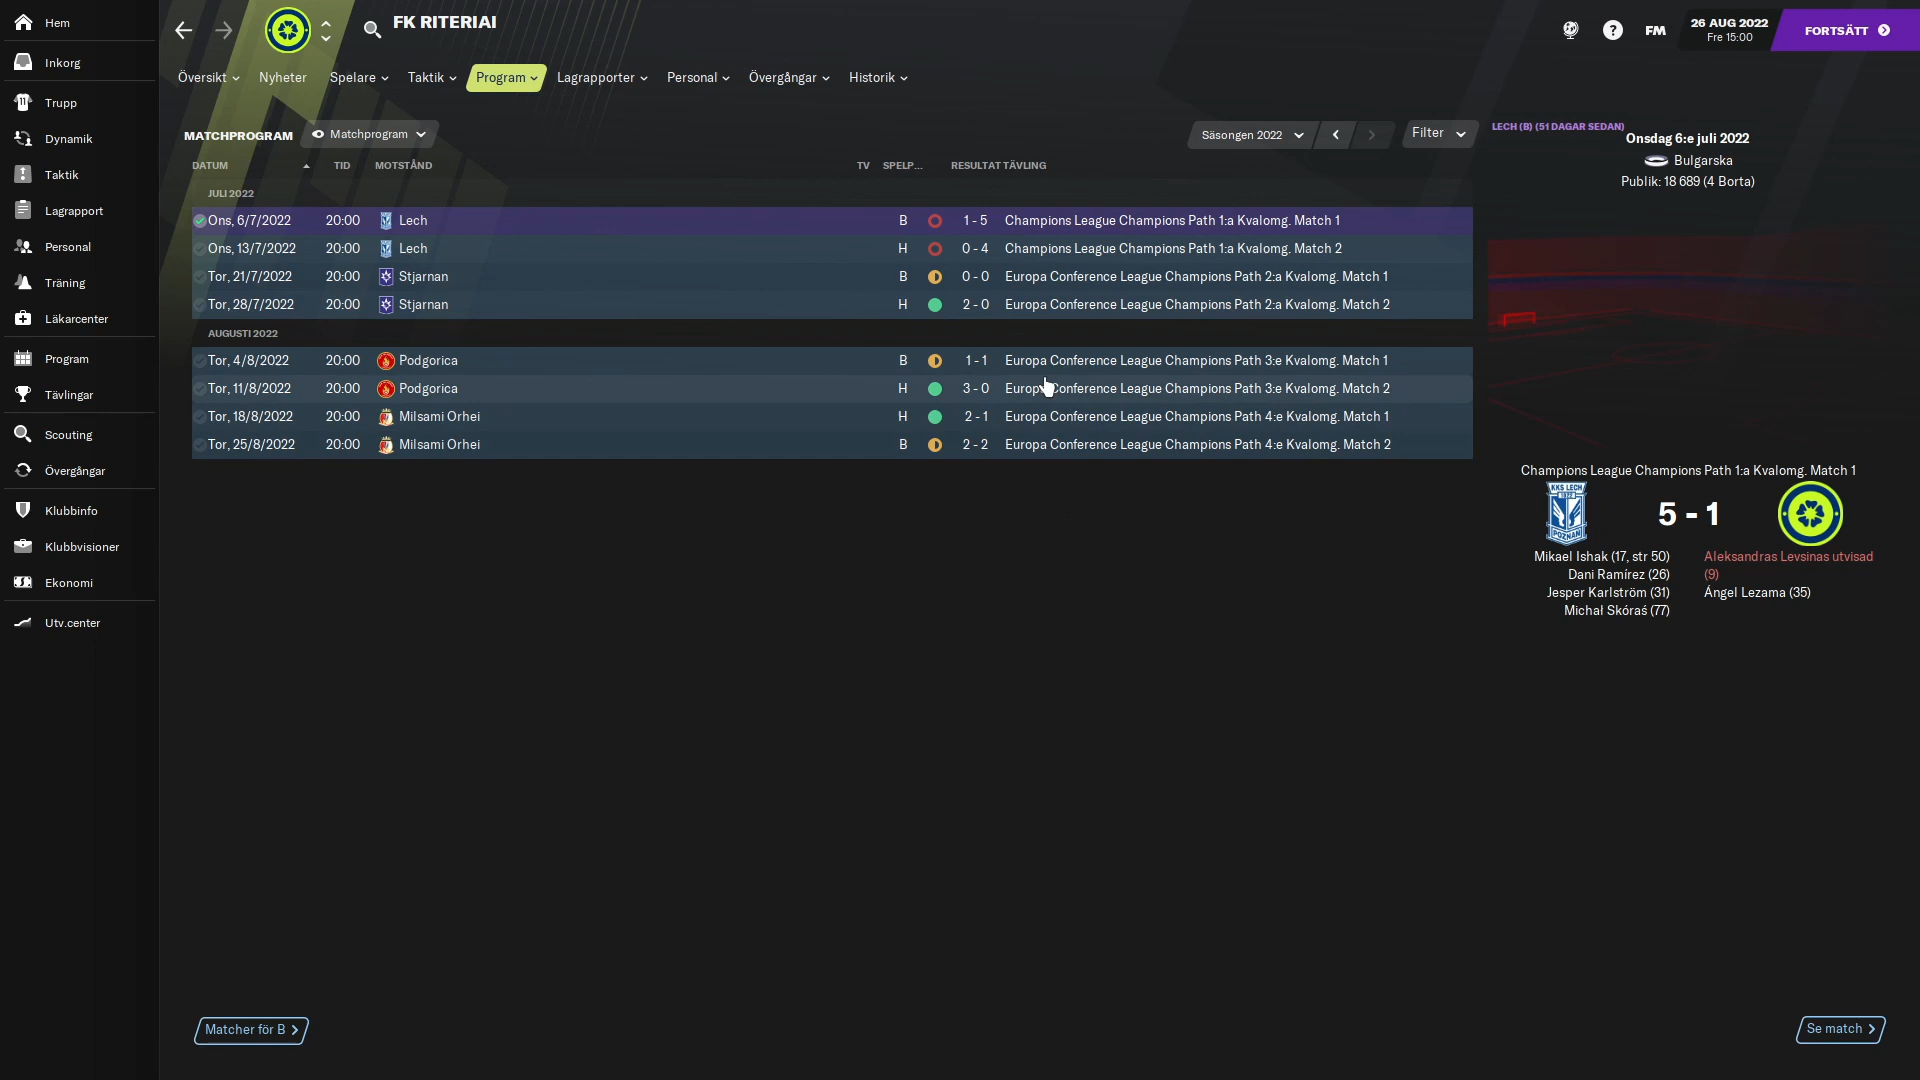 Hem
Inkorg
Trupp
Dynamik
Taktik
Lagrapport
Personal
Träning
Läkarcenter
Program
Tävlingar
Scouting
Övergångar
Klubbinfo
Klubbvisioner
Ekonomi
Utv.center
FK RITERIAI
? FM 26 AUG 2022 FORTSÄTT
Fre 15:00
Översikt Nyheter Spelare Taktik Program Lagrapporter Personal Övergångar Historik
MATCHPROGRAM Matchprogram Säsongen 2022 Filter
DATUM TID MOTSTÅND TV SPELP... RESULTAT TÄVLING
JULI 2022
Ons, 6/7/2022 20:00 Lech B 1 - 5 Champions League Champions Path 1:a Kvalomg. Match 1
Ons, 13/7/2022 20:00 Lech H 0 - 4 Champions League Champions Path 1:a Kvalomg. Match 2
Tor, 21/7/2022 20:00 Stjarnan B 0 - 0 Europa Conference League Champions Path 2:a Kvalomg. Match 1
Tor, 28/7/2022 20:00 Stjarnan H 2 - 0 Europa Conference League Champions Path 2:a Kvalomg. Match 2
AUGUSTI 2022
Tor, 4/8/2022 20:00 Podgorica B 1 - 1 Europa Conference League Champions Path 3:e Kvalomg. Match 1
Tor, 11/8/2022 20:00 Podgorica H 3 - 0 Europa Conference League Champions Path 3:e Kvalomg. Match 2
Tor, 18/8/2022 20:00 Milsami Orhei H 2 - 1 Europa Conference League Champions Path 4:e Kvalomg. Match 1
Tor, 25/8/2022 20:00 Milsami Orhei B 2 - 2 Europa Conference League Champions Path 4:e Kvalomg. Match 2
LECH (B) (51 DAGAR SEDAN)
Onsdag 6:e juli 2022
Bulgarska
Publik: 18 689 (4 Borta)
Champions League Champions Path 1:a Kvalomg. Match 1
KKS LECH
1922
POZNAŃ
5 - 1
Mikael Ishak (17, str 50)
Dani Ramírez (26)
Jesper Karlström (31)
Michał Skóraś (77)
Aleksandras Levsinas utvisad
(9)
Ángel Lezama (35)
Matcher för B
Se match